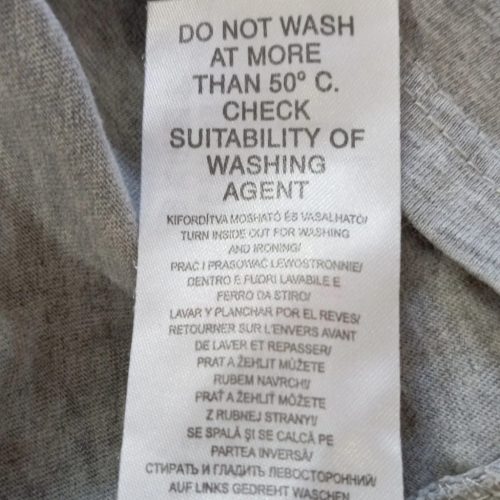 DO NOT WASH
AT MORE
THAN 50° C.
CHECK
SUITABILITY OF
WASHING
AGENT
KIFORDÍTVA MOSHATÓ ÉS VASALHATÓ/
TURN INSIDE OUT FOR WASHING
AND IRONING/
PRAĆ I PRASOWAĆ LEWOSTRONNIE/
DENTRO E FUORI LAVABILE E
FERRO DA STIRO/
LAVAR Y PLANCHAR POR EL REVES/
RETOURNER SUR L'ENVERS AVANT
DE LAVER ET REPASSER/
PRAT A ŽEHLIT MŮŽETE
RUBEM NAVRCH/
PRAŤ A ŽEHLIŤ MÔŽETE
Z RUBNEJ STRANY/
SE SPALĂ ŞI SE CALCĂ PE
PARTEA INVERSĂ/
СТИРАТЬ И ГЛАДИТЬ ЛЕВОСТОРОННИЙ/
AUF LINKS GEDREHT WASCHEN